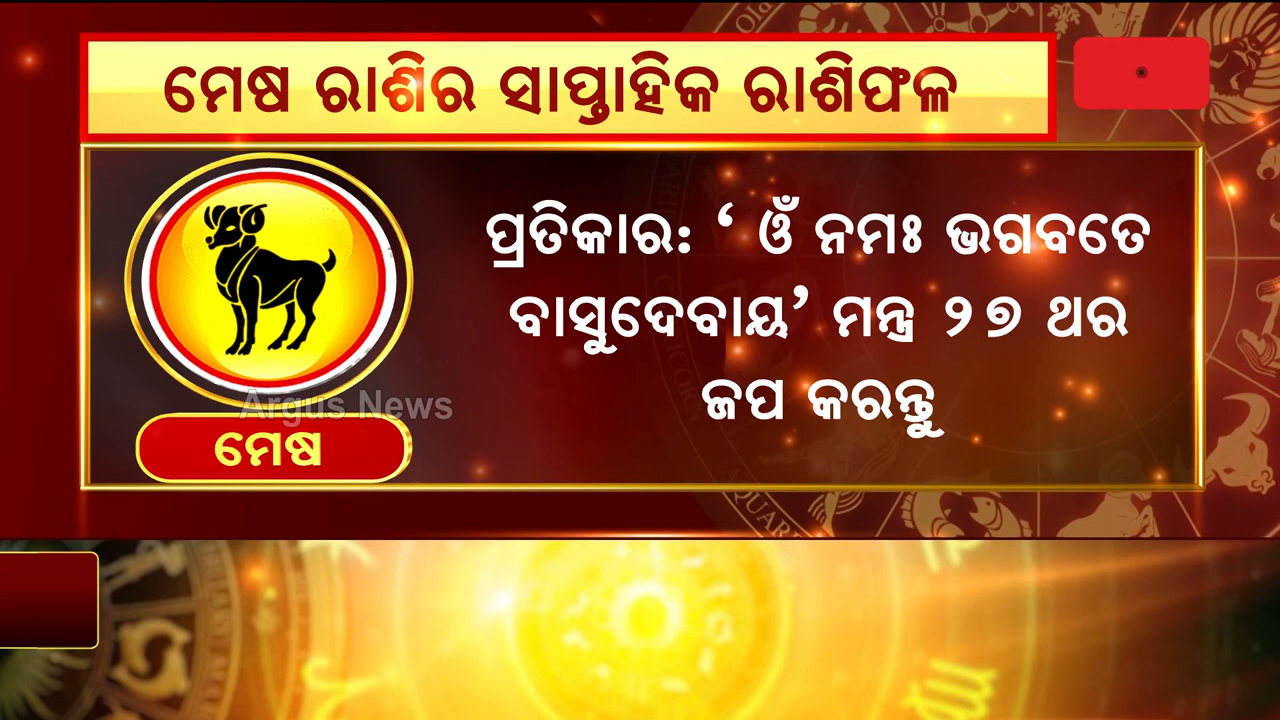 ମେଷ ରାଶିର ସାପ୍ତାହିକ ରାଶିଫଳ
ପ୍ରତିକାର: ‘ ଓଁ ନମଃ ଭଗବତେ
ବାସୁଦେବାୟ’ ମନ୍ତ୍ର ୨୭ ଥର
ଜପ କରନ୍ତୁ
Argus News
ମେଷ